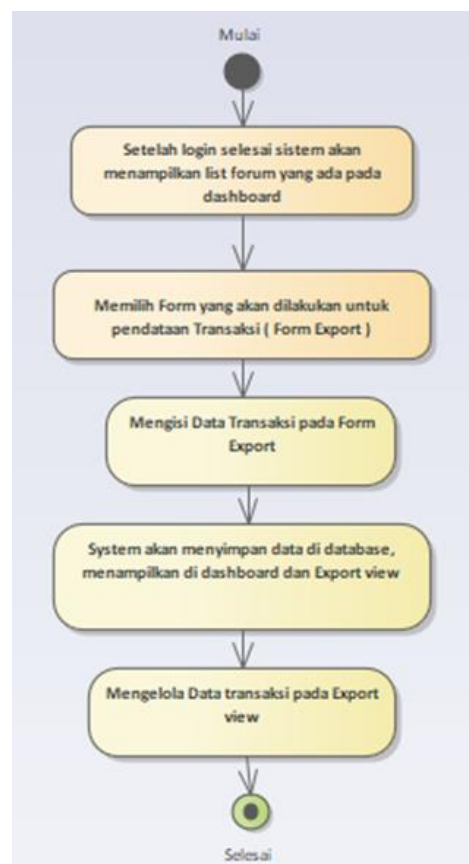 Mulai
Setelah login selesai sistem akan
menampilkan list forum yang ada pada
dashboard
Memilih Form yang akan dilakukan untuk
pendataan Transaksi ( Form Export )
Mengisi Data Transaksi pada Form
Export
System akan menyimpan data di database,
menampilkan di dashboard dan Export view
Mengelola Data transaksi pada Export
view
Selesai